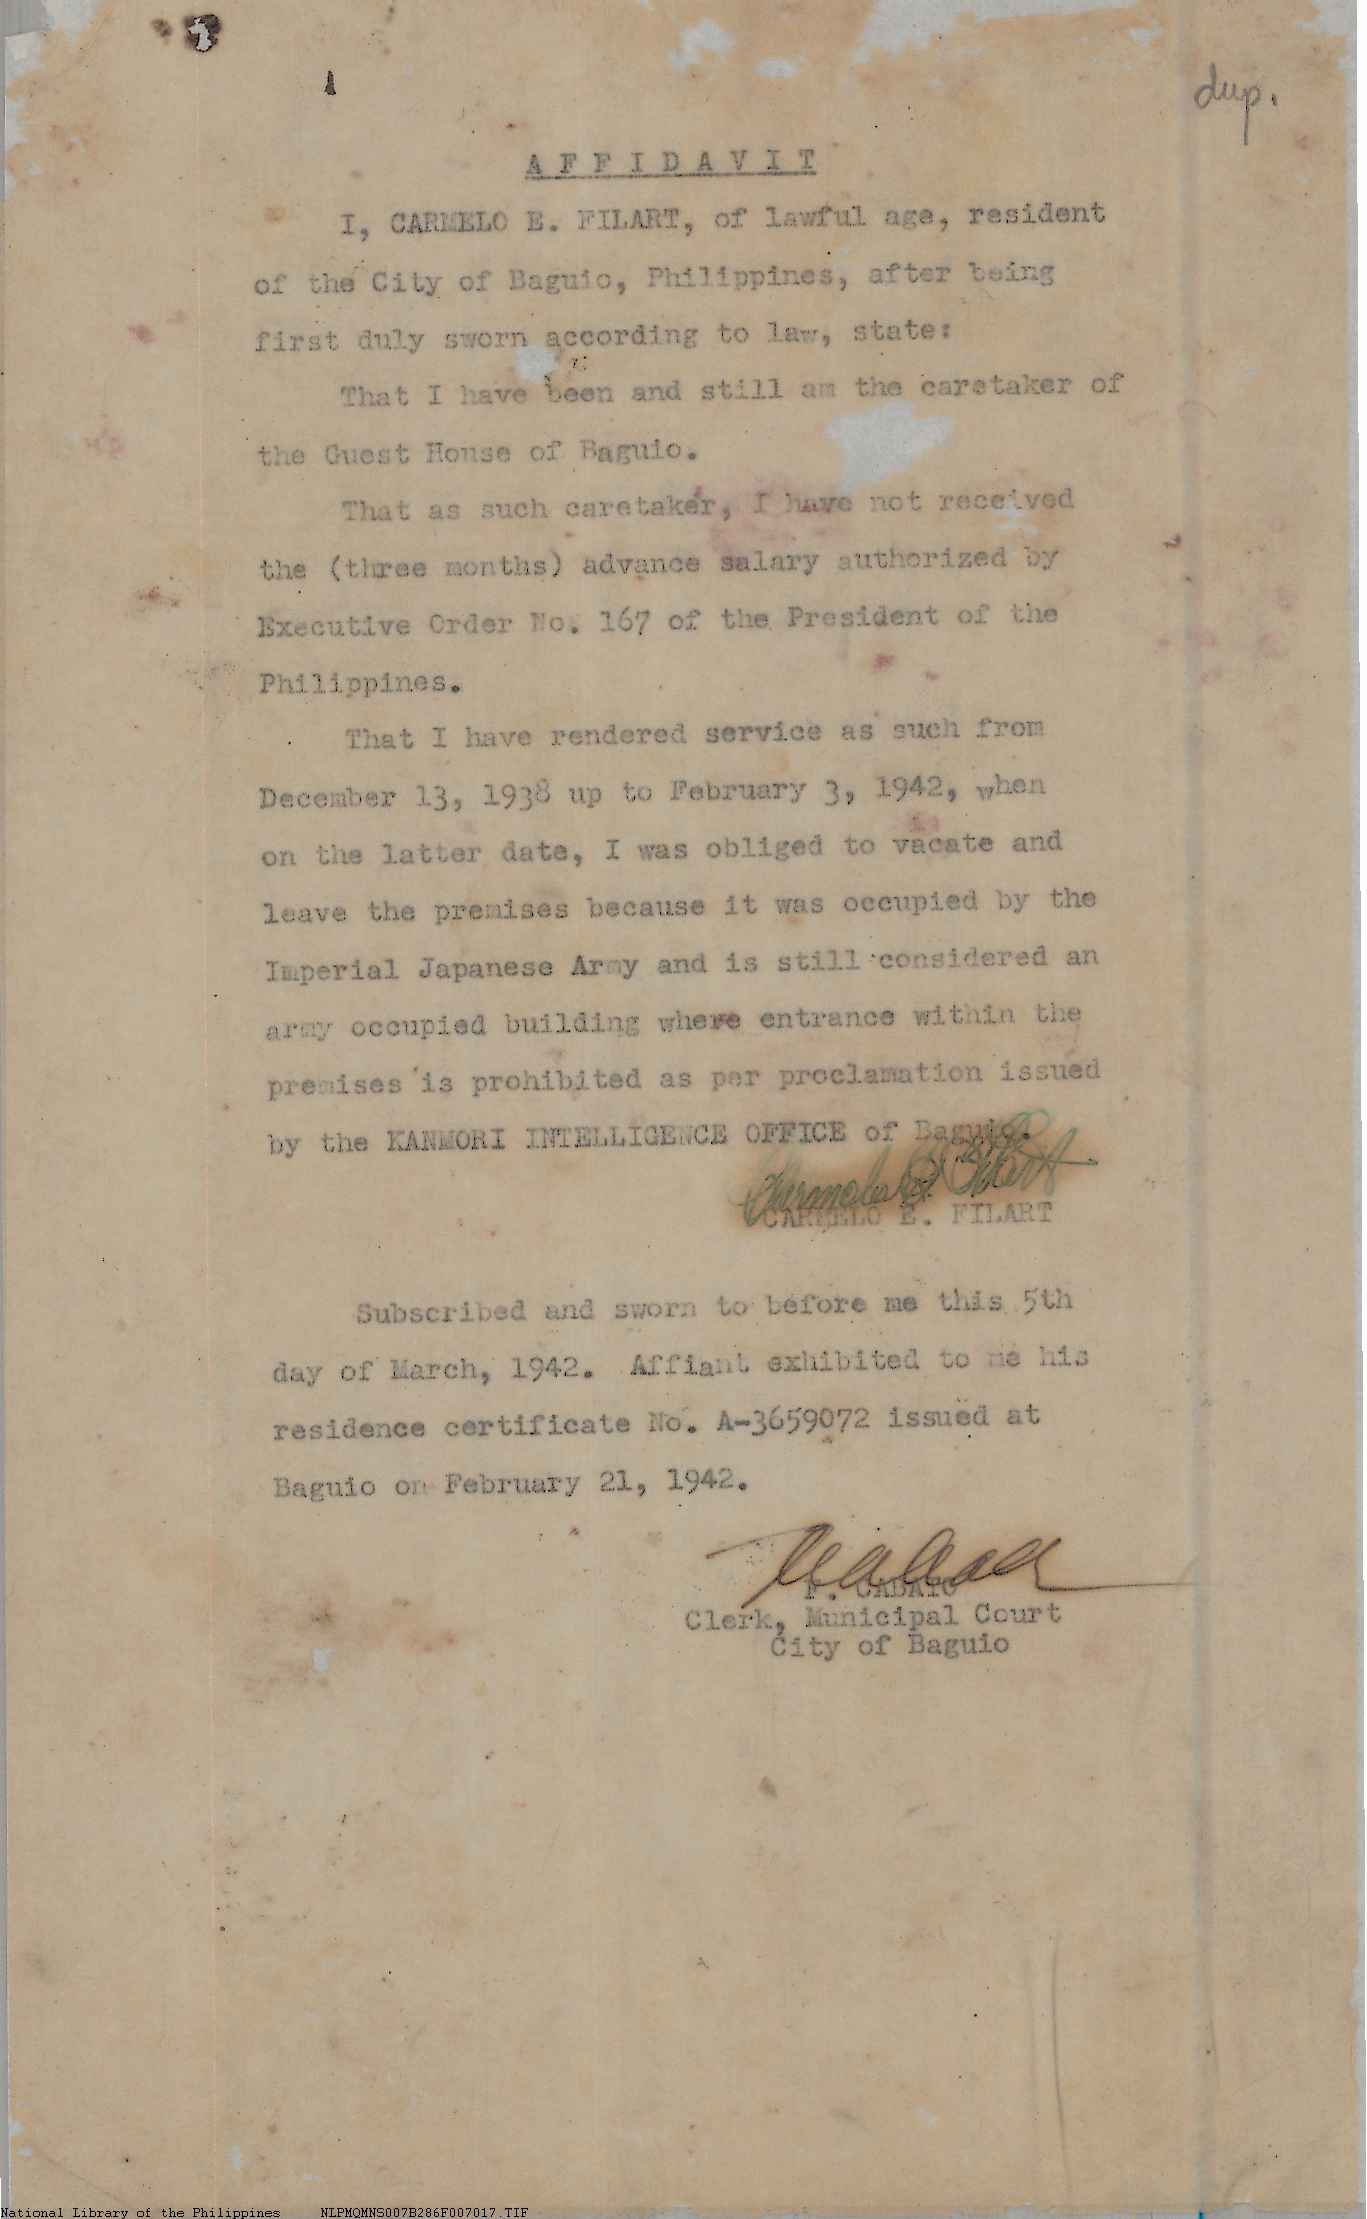 dup.
AFFIDAVIT
I, CARMELO E. FILART, of lawful age, resident
of the City of Baguio, Philippines, after being
first duly sworn according to law, state:
That I have been and still am the caretaker of
the Guest House of Baguio.
That as such caretaker, I have not received
the (three months) advance salary authorized by
Executive Order No. 167 of the President of the
Philippines.
That I have rendered service as such from
December 13, 1938 up to February 3, 1942, when
on the latter date, I was obliged to vacate and
leave the premises because it was occupied by the
Imperial Japanese Army and is still considered an
army occupied building where entrance within the
premises is prohibited as per proclamation issued
by the KANMORI INTELLIGENCE OFFICE of Baguio.
CARMELO E. FILART
Subscribed and sworn to before me this 5th
day of March, 1942. Affiant exhibited to me his
residence certificate No. A-3659072 issued at
Baguio on February 21, 1942.
Clerk, Municipal Court
City of Baguio
National Library of the Philippines NLPMQMNS007B286F007017.TIF